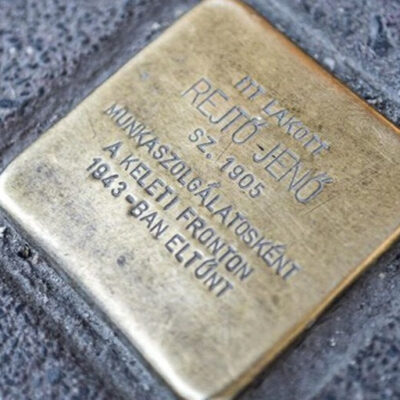 ITT LAKOTT
REJTŐ JENŐ
SZ. 1905
MUNKASZOLGÁLATOSKÉNT
A KELETI FRONTON
1943-BAN ELTŰNT